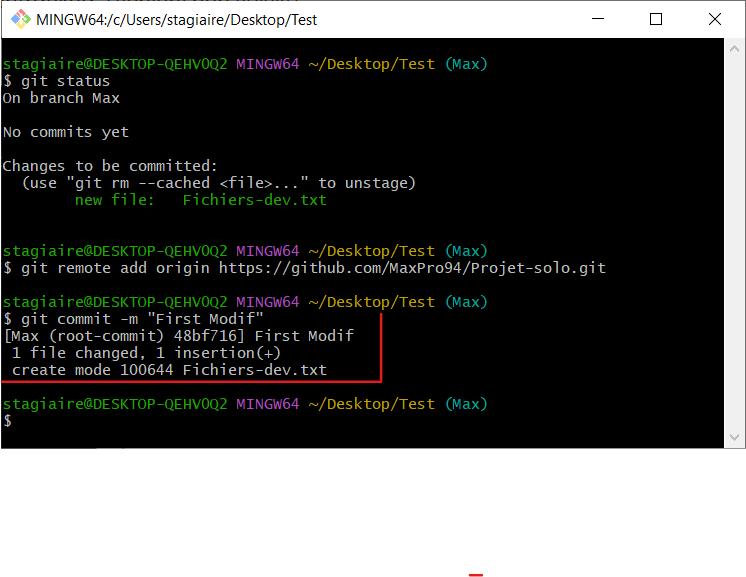 MINGW64:/c/Users/stagiaire/Desktop/Test
stagiaire@DESKTOP-QEHV0Q2 MINGW64 ~/Desktop/Test (Max)
$ git status
On branch Max
No commits yet
Changes to be committed:
  (use "git rm --cached <file>..." to unstage)
        new file:   Fichiers-dev.txt
stagiaire@DESKTOP-QEHV0Q2 MINGW64 ~/Desktop/Test (Max)
$ git remote add origin https://github.com/MaxPro94/Projet-solo.git
stagiaire@DESKTOP-QEHV0Q2 MINGW64 ~/Desktop/Test (Max)
$ git commit -m "First Modif"
[Max (root-commit) 48bf716] First Modif
 1 file changed, 1 insertion(+)
 create mode 100644 Fichiers-dev.txt
stagiaire@DESKTOP-QEHV0Q2 MINGW64 ~/Desktop/Test (Max)
$